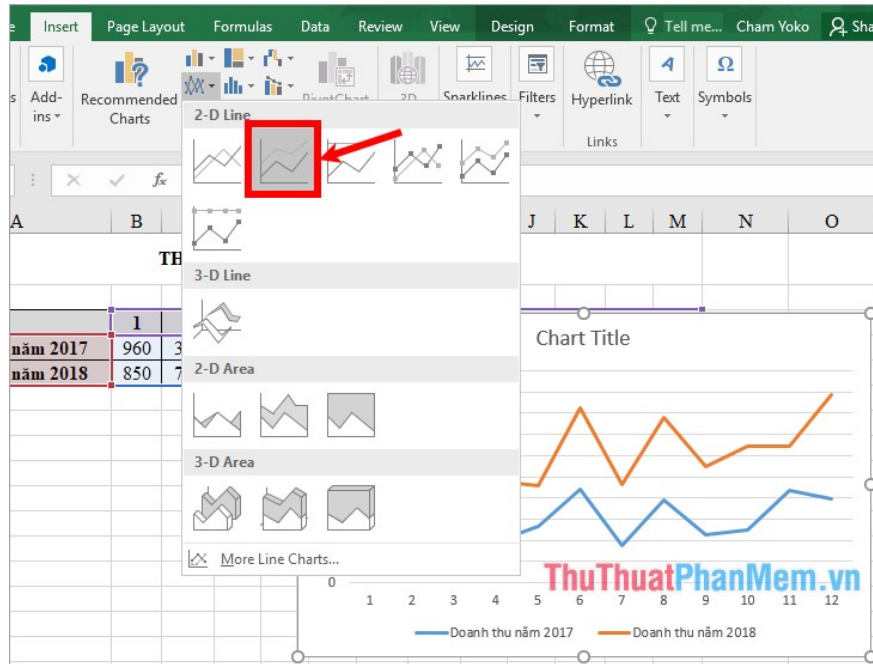 Insert Page Layout Formulas Data Review View Design Format Tell me... Cham Yoko Sha
Add-ins
Recommended Charts
PivotChart
3D
Sparklines
Filters
Hyperlink
Text
Symbols
Links
fx
2-D Line
3-D Line
2-D Area
3-D Area
More Line Charts...
A B J K L M N O
TH
1
năm 2017 960 3
năm 2018 850 7
Chart Title
0
1 2 3 4 5 6 7 8 9 10 11 12
Doanh thu năm 2017 Doanh thu năm 2018
ThuThuatPhanMem.vn